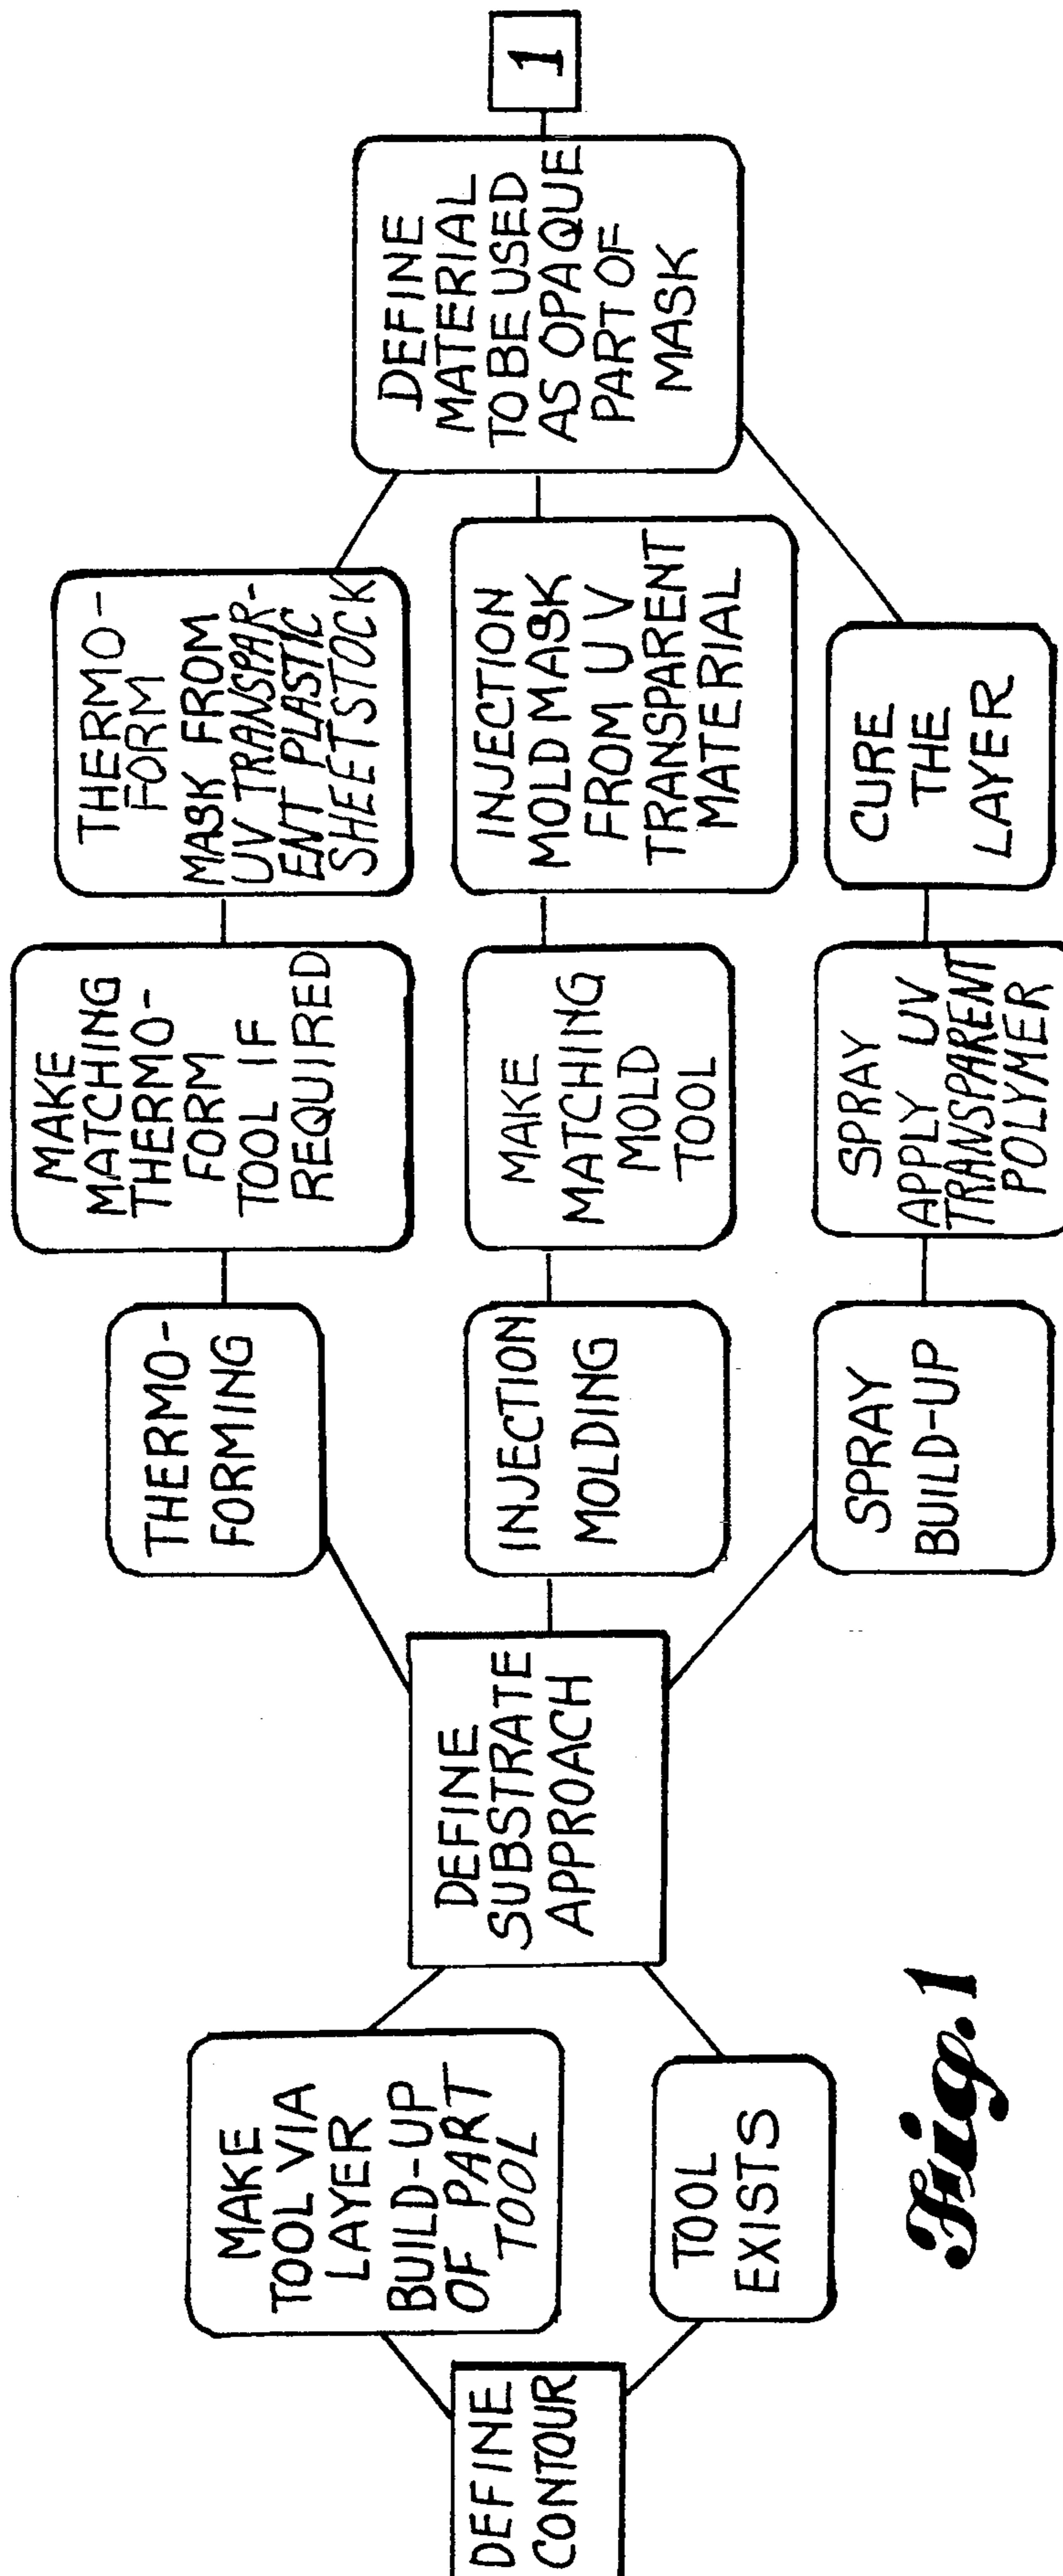 DEFINE
CONTOUR
MAKE
TOOL VIA
LAYER
BUILD-UP
OF PART
TOOL
TOOL
EXISTS
DEFINE
SUBSTRATE
APPROACH
THERMO-
FORMING
INJECTION
MOLDING
SPRAY
BUILD-UP
MAKE
MATCHING
THERMO-
FORM
TOOL IF
REQUIRED
MAKE
MATCHING
MOLD
TOOL
SPRAY
APPLY UV
TRANSPARENT
POLYMER
THERMO-
FORM
MASK FROM
UV TRANSPAR-
ENT PLASTIC
SHEET STOCK
INJECTION
MOLD MASK
FROM UV
TRANSPARENT
MATERIAL
CURE
THE
LAYER
DEFINE
MATERIAL
TO BE USED
AS OPAQUE
PART OF
MASK
1
Fig. 1